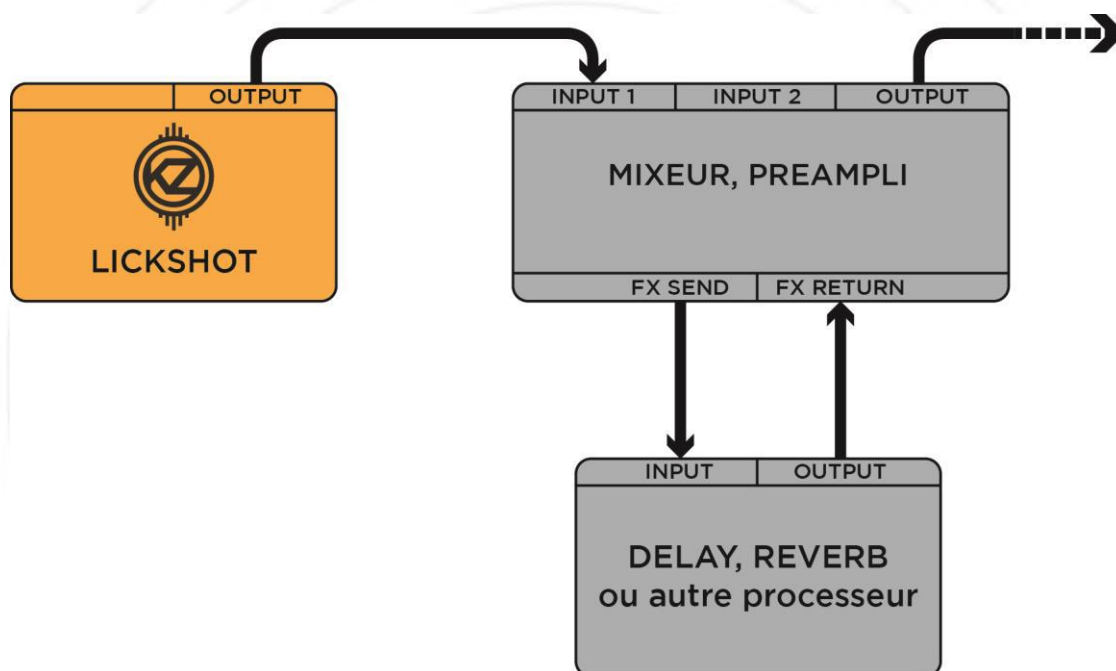 OUTPUT
KZ
LICKSHOT
INPUT 1
INPUT 2
OUTPUT
MIXEUR, PREAMPLI
FX SEND
FX RETURN
INPUT
OUTPUT
DELAY, REVERB
ou autre processeur